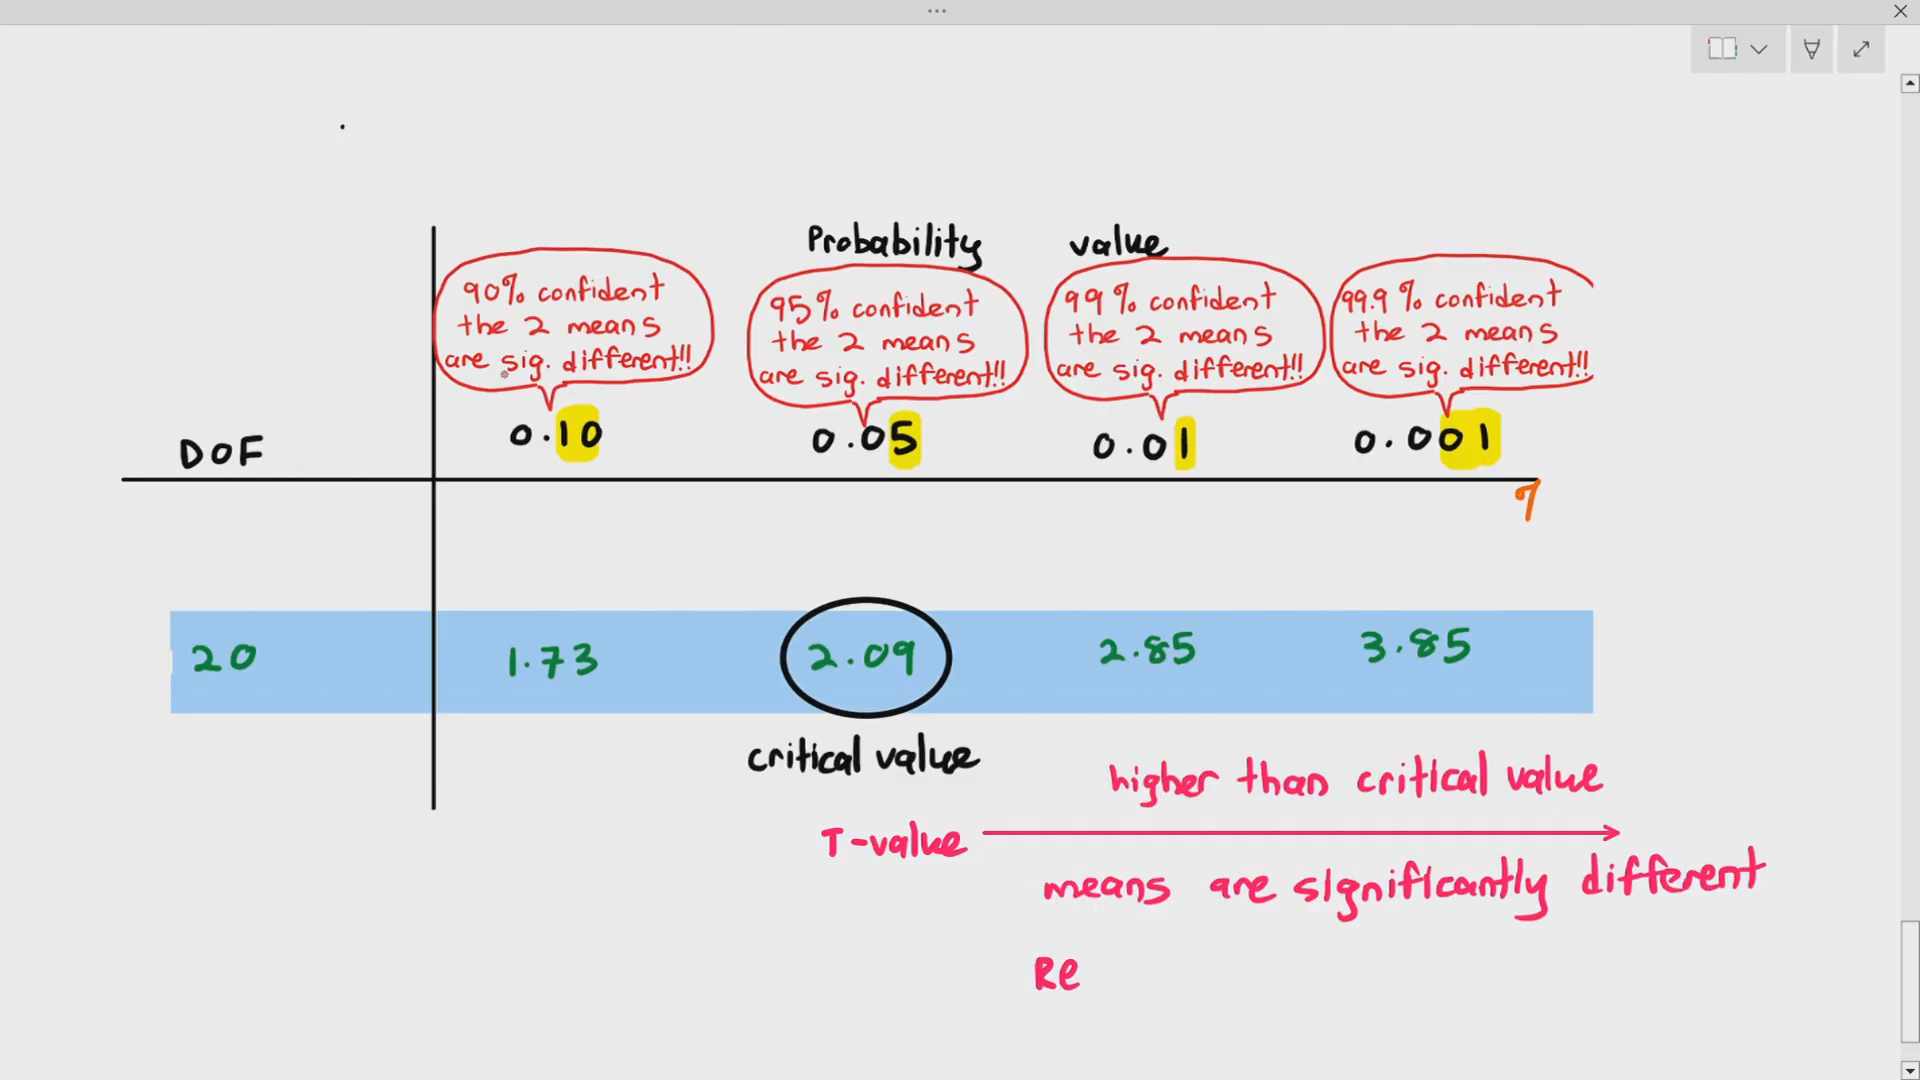 Probability value
90% confident
the 2 means
are sig. different!!
95% confident
the 2 means
are sig. different!!
99% confident
the 2 means
are sig. different!!
99.9% confident
the 2 means
are sig. different!!
DOF 0.10 0.05 0.01 0.001
20 1.73 2.09 2.85 3.85
critical value
higher than critical value
T-value
means are significantly different
Re